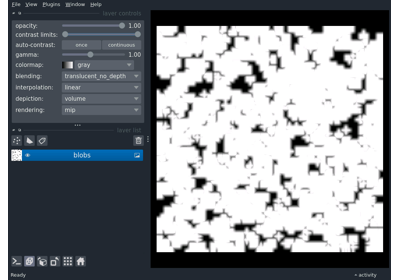 File View Plugins Window Help
layer controls
opacity: 1.00
contrast limits:
auto-contrast: once continuous
gamma: 1.00
colormap: gray
blending: translucent_no_depth
interpolation: linear
depiction: volume
rendering: mip
layer list
blobs
Ready activity